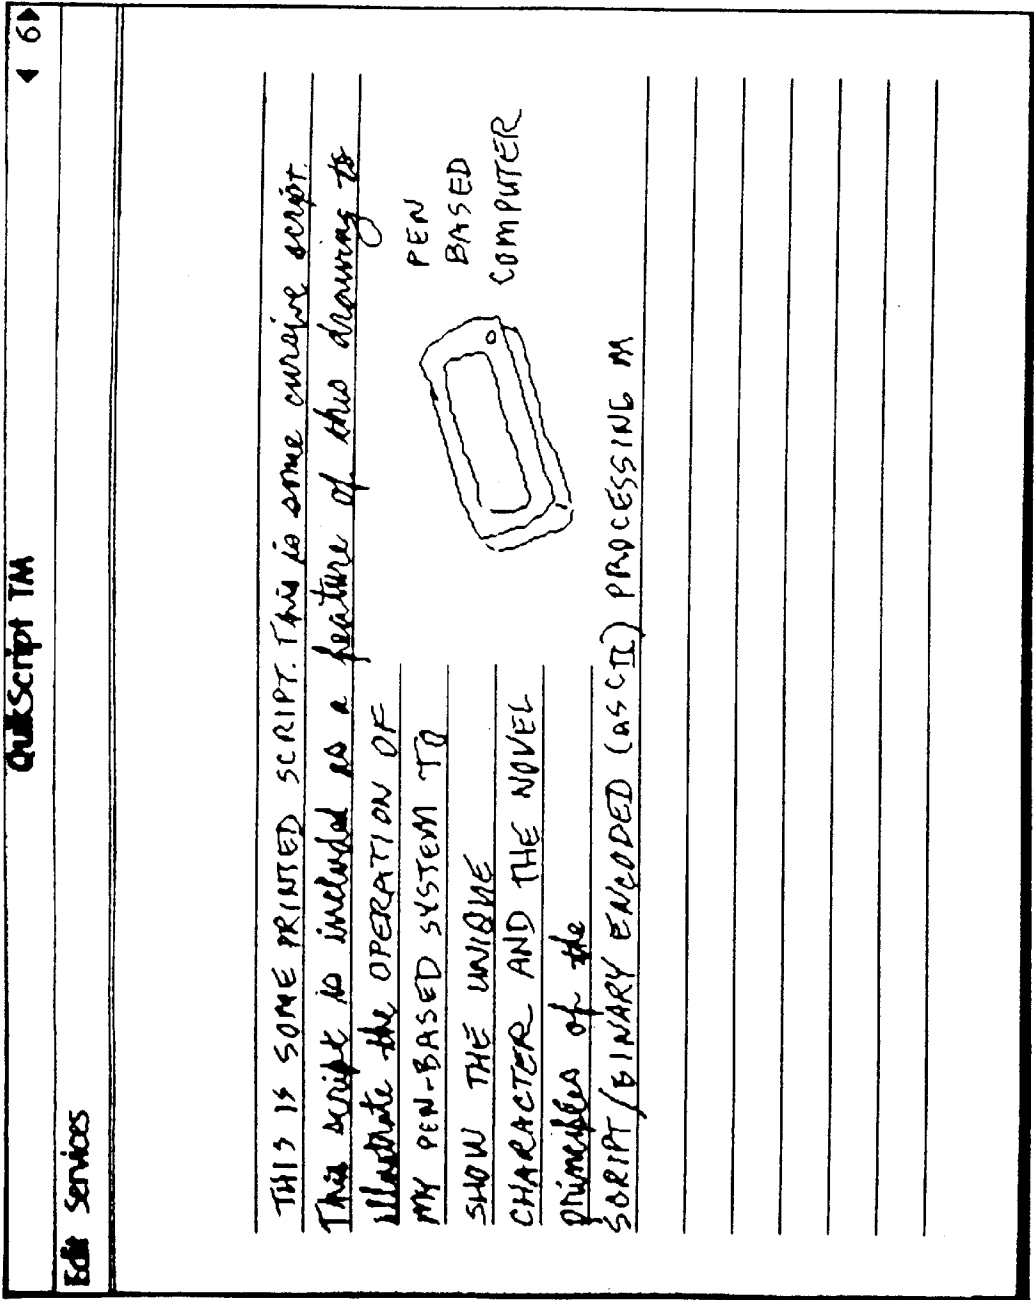 QuikScript TM
◄ 6►
Edit Services
THIS IS SOME PRINTED SCRIPT. This is some cursive script.
This script is included as a feature of this drawing to
illustrate the OPERATION OF
MY PEN-BASED SYSTEM TO
SHOW THE UNIQUE
CHARACTER AND THE NOVEL
principles of the
SCRIPT/BINARY ENCODED (ASCII) PROCESSING M
PEN
BASED
COMPUTER